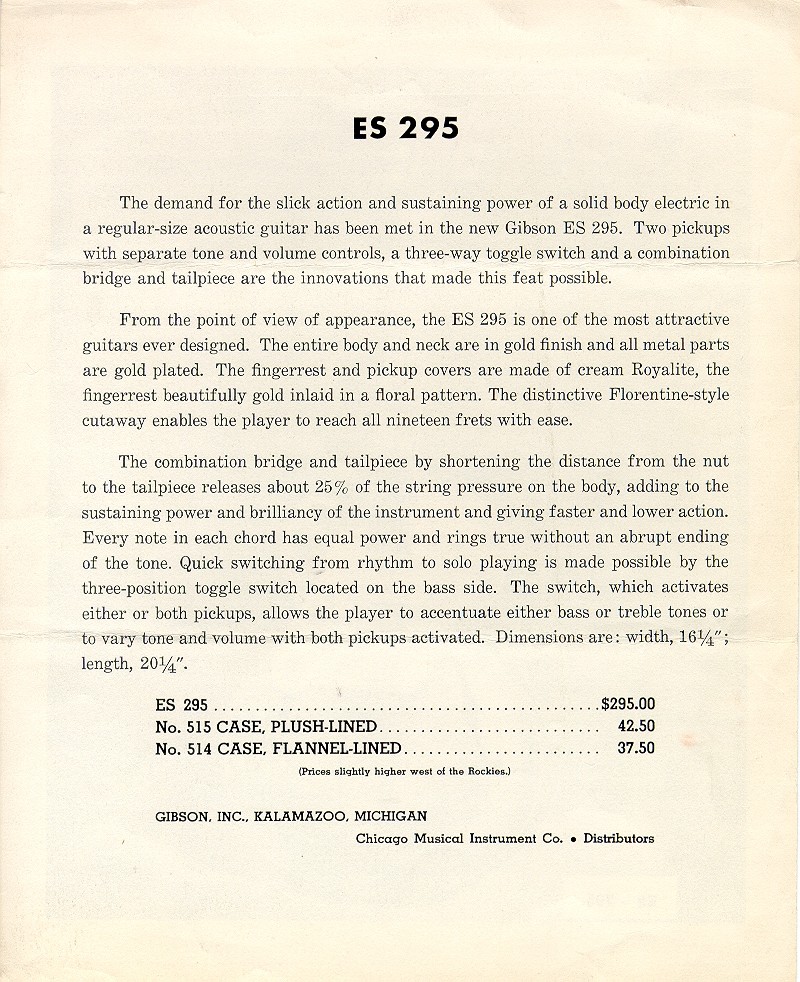 ES 295
The demand for the slick action and sustaining power of a solid body electric in
a regular-size acoustic guitar has been met in the new Gibson ES 295. Two pickups
with separate tone and volume controls, a three-way toggle switch and a combination
bridge and tailpiece are the innovations that made this feat possible.
From the point of view of appearance, the ES 295 is one of the most attractive
guitars ever designed. The entire body and neck are in gold finish and all metal parts
are gold plated. The fingerrest and pickup covers are made of cream Royalite, the
fingerrest beautifully gold inlaid in a floral pattern. The distinctive Florentine-style
cutaway enables the player to reach all nineteen frets with ease.
The combination bridge and tailpiece by shortening the distance from the nut
to the tailpiece releases about 25% of the string pressure on the body, adding to the
sustaining power and brilliancy of the instrument and giving faster and lower action.
Every note in each chord has equal power and rings true without an abrupt ending
of the tone. Quick switching from rhythm to solo playing is made possible by the
three-position toggle switch located on the bass side. The switch, which activates
either or both pickups, allows the player to accentuate either bass or treble tones or
to vary tone and volume with both pickups activated. Dimensions are: width, 16¼″;
length, 20¼″.
ES 295 ............................................$295.00
No. 515 CASE, PLUSH-LINED.......................... 42.50
No. 514 CASE, FLANNEL-LINED....................... 37.50
(Prices slightly higher west of the Rockies.)
GIBSON, INC., KALAMAZOO, MICHIGAN
Chicago Musical Instrument Co. • Distributors